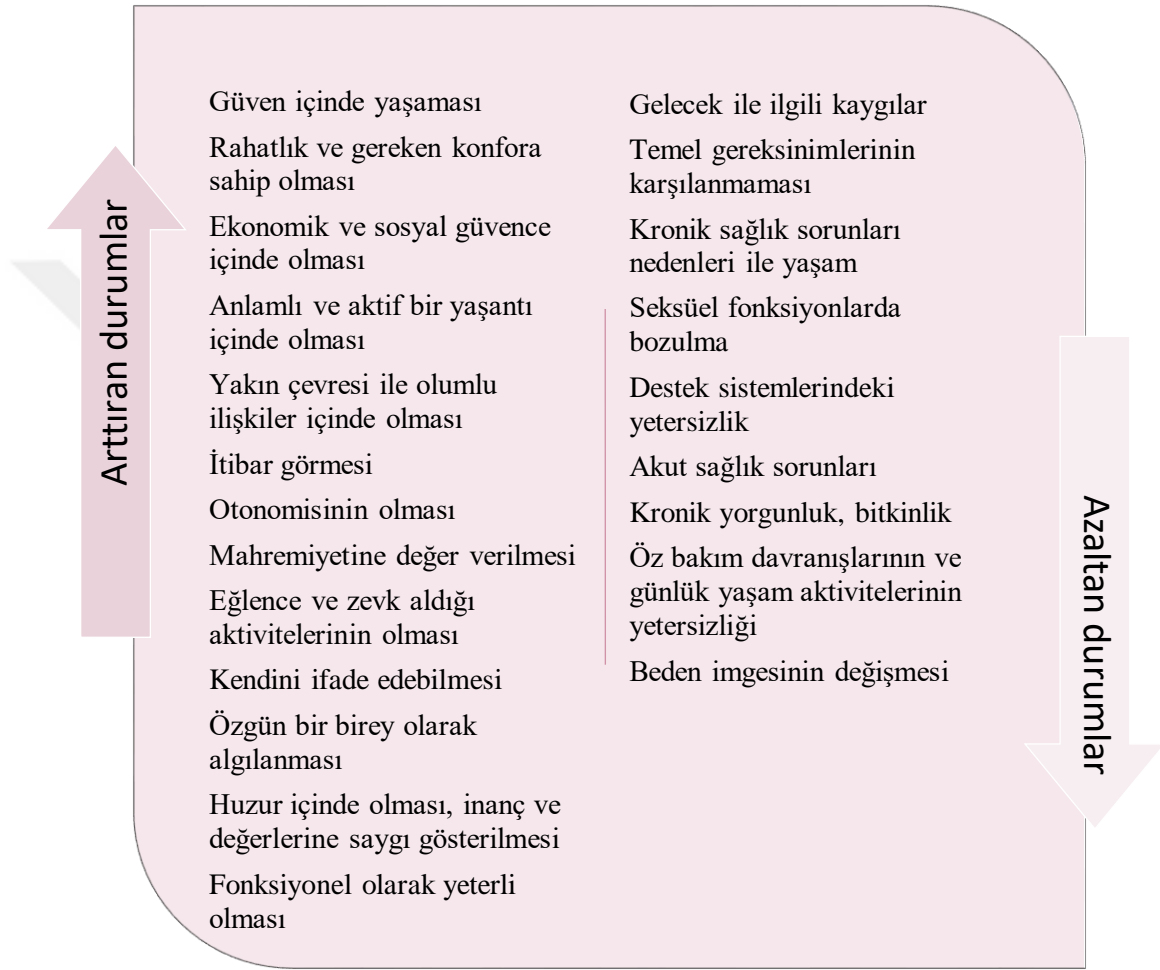 Arttıran durumlar
Güven içinde yaşaması
Rahatlık ve gereken konfora
sahip olması
Ekonomik ve sosyal güvence
içinde olması
Anlamlı ve aktif bir yaşantı
içinde olması
Yakın çevresi ile olumlu
ilişkiler içinde olması
İtibar görmesi
Otonomisinin olması
Mahremiyetine değer verilmesi
Eğlence ve zevk aldığı
aktivitelerinin olması
Kendini ifade edebilmesi
Özgün bir birey olarak
algılanması
Huzur içinde olması, inanç ve
değerlerine saygı gösterilmesi
Fonksiyonel olarak yeterli
olması
Gelecek ile ilgili kaygılar
Temel gereksinimlerinin
karşılanmaması
Kronik sağlık sorunları
nedenleri ile yaşam
Seksüel fonksiyonlarda
bozulma
Destek sistemlerindeki
yetersizlik
Akut sağlık sorunları
Kronik yorgunluk, bitkinlik
Öz bakım davranışlarının ve
günlük yaşam aktivitelerinin
yetersizliği
Beden imgesinin değişmesi
Azaltan durumlar